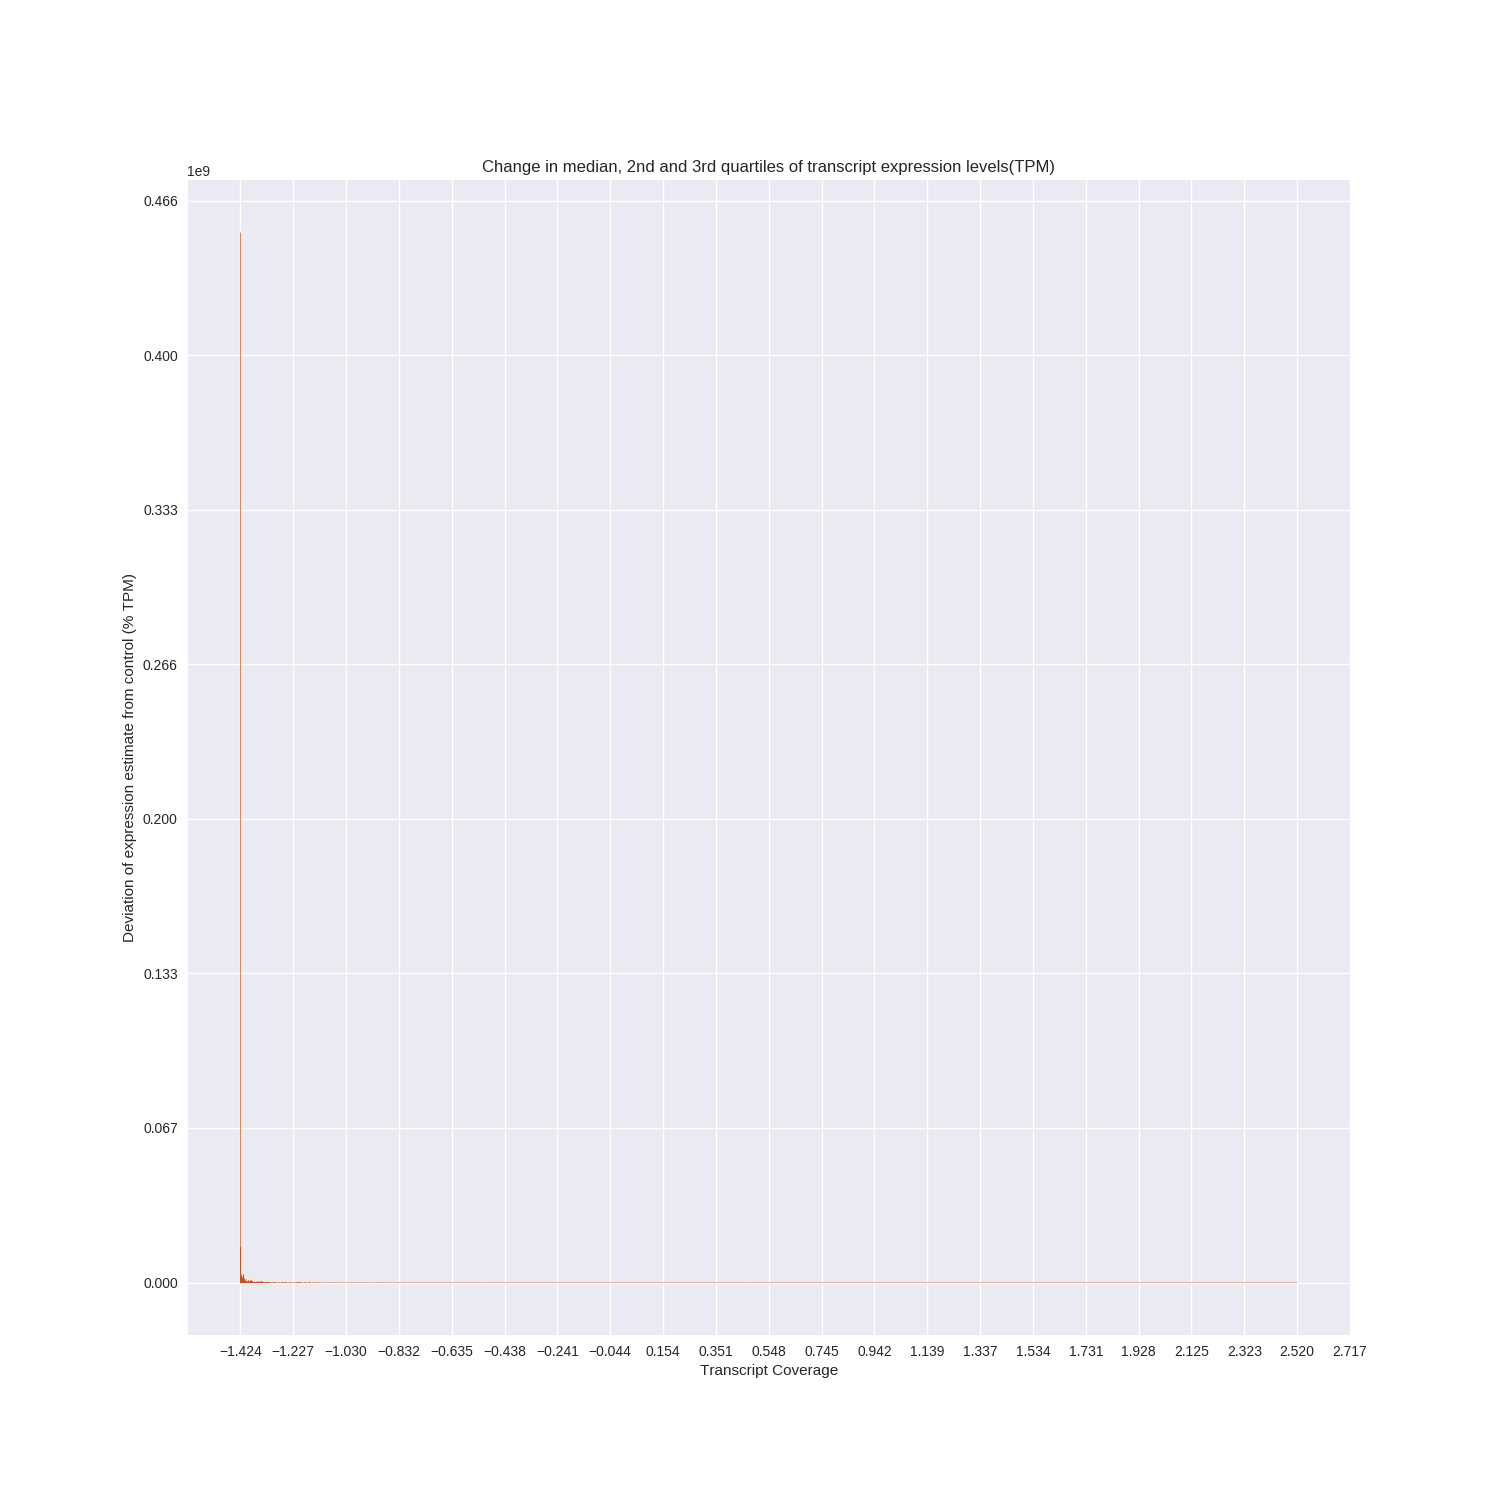 Change in median, 2nd and 3rd quartiles of transcript expression levels(TPM)
1e9
0.466
0.400
0.333
0.266
0.200
0.133
0.067
0.000
Deviation of expression estimate from control (% TPM)
−1.424 −1.227 −1.030 −0.832 −0.635 −0.438 −0.241 −0.044 0.154 0.351 0.548 0.745 0.942 1.139 1.337 1.534 1.731 1.928 2.125 2.323 2.520 2.717
Transcript Coverage